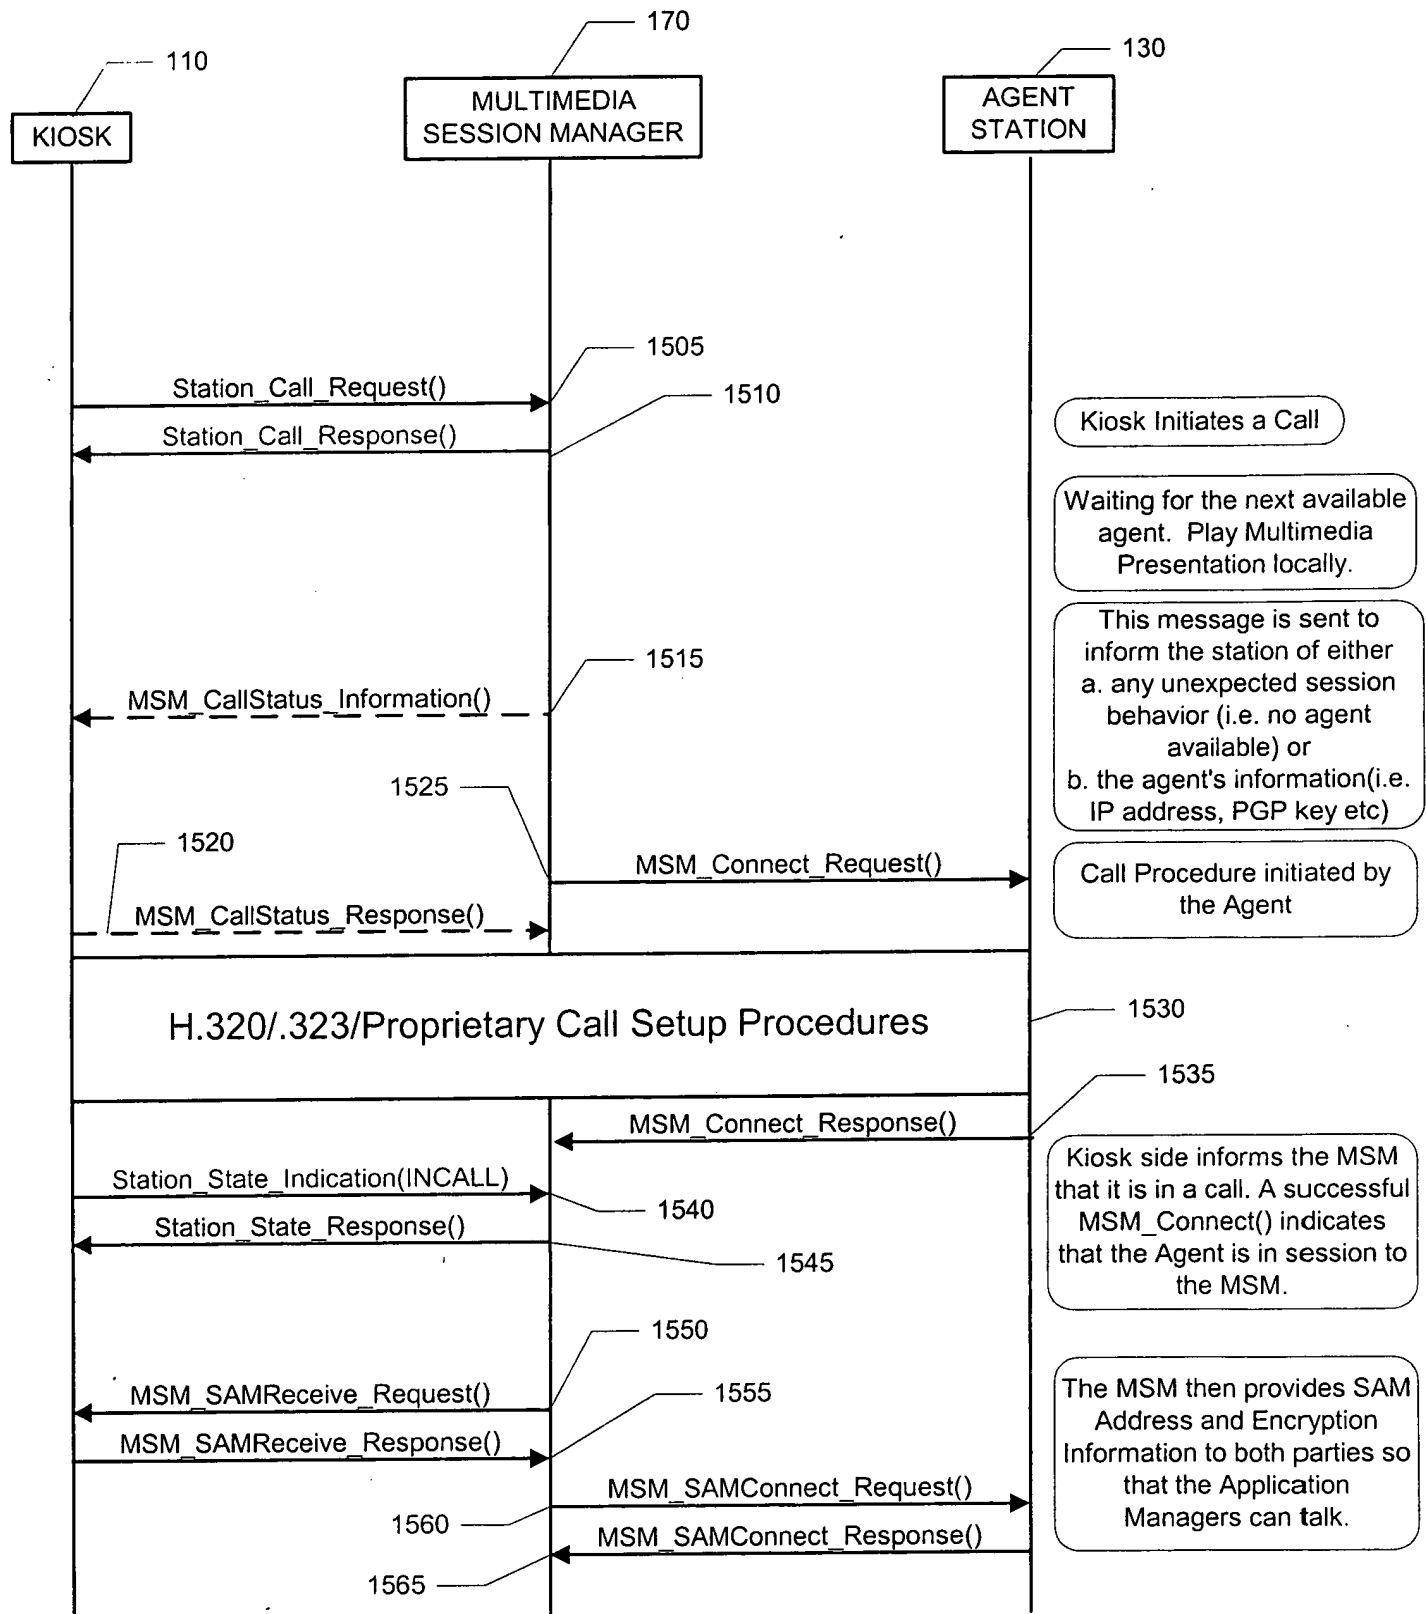 170
110
130
KIOSK
MULTIMEDIA
SESSION MANAGER
AGENT
STATION
1505
Station_Call_Request()
1510
Station_Call_Response()
Kiosk Initiates a Call
Waiting for the next available
agent. Play Multimedia
Presentation locally.
This message is sent to
inform the station of either
a. any unexpected session
behavior (i.e. no agent
available) or
b. the agent's information(i.e.
IP address, PGP key etc)
1515
MSM_CallStatus_Information()
1525
1520
MSM_Connect_Request()
Call Procedure initiated by
the Agent
MSM_CallStatus_Response()
H.320/.323/Proprietary Call Setup Procedures
1530
1535
MSM_Connect_Response()
Station_State_Indication(INCALL)
1540
Station_State_Response()
1545
Kiosk side informs the MSM
that it is in a call. A successful
MSM_Connect() indicates
that the Agent is in session to
the MSM.
1550
MSM_SAMReceive_Request()
1555
MSM_SAMReceive_Response()
The MSM then provides SAM
Address and Encryption
Information to both parties so
that the Application
Managers can talk.
MSM_SAMConnect_Request()
1560
MSM_SAMConnect_Response()
1565